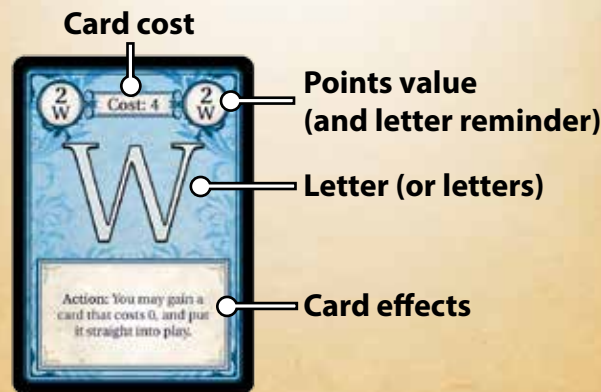 Card cost
2
W
Cost: 4
2
W
Points value
(and letter reminder)
W
Letter (or letters)
Action: You may gain a
card that costs 0, and put
it straight into play.
Card effects